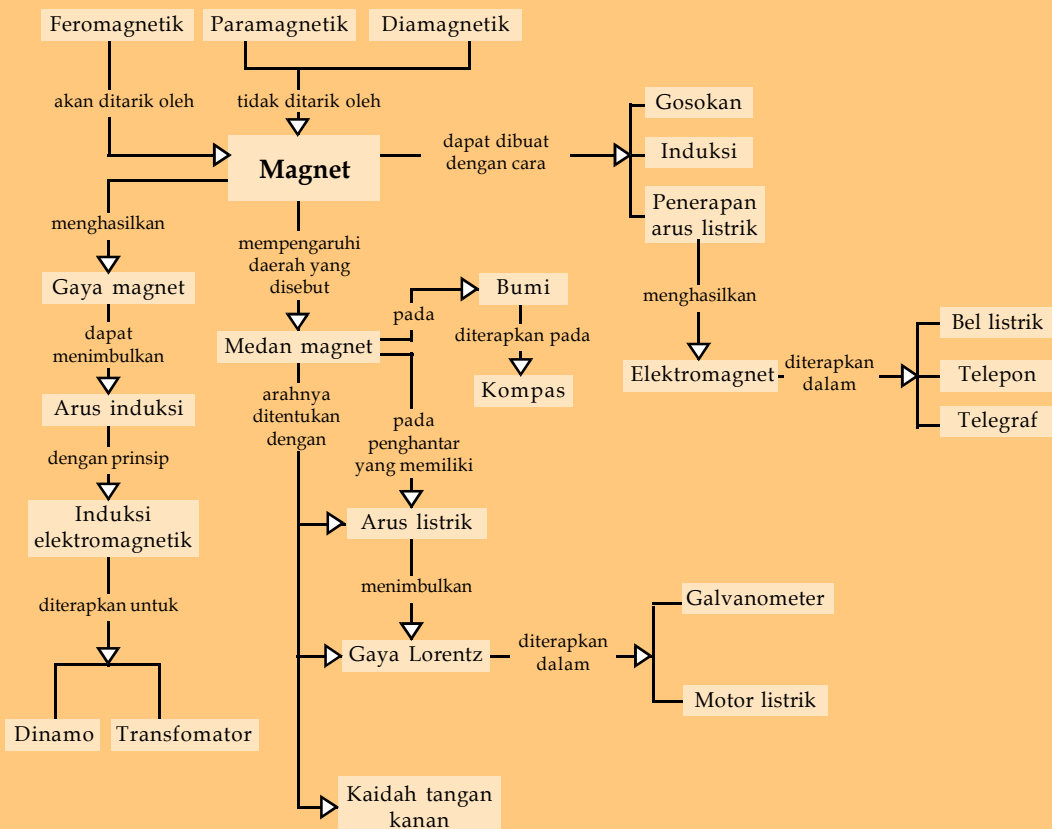 Feromagnetik
Paramagnetik
Diamagnetik
akan ditarik oleh
tidak ditarik oleh
Magnet
dapat dibuat
dengan cara
Gosokan
Induksi
Penerapan
arus listrik
menghasilkan
Gaya magnet
dapat
menimbulkan
Arus induksi
dengan prinsip
Induksi
elektromagnetik
diterapkan untuk
Dinamo
Transfomator
mempengaruhi
daerah yang
disebut
Medan magnet
pada
Bumi
diterapkan pada
Kompas
arahnya
ditentukan
dengan
pada
penghantar
yang memiliki
Arus listrik
menimbulkan
Gaya Lorentz
diterapkan
dalam
Galvanometer
Motor listrik
Kaidah tangan
kanan
menghasilkan
Elektromagnet
diterapkan
dalam
Bel listrik
Telepon
Telegraf